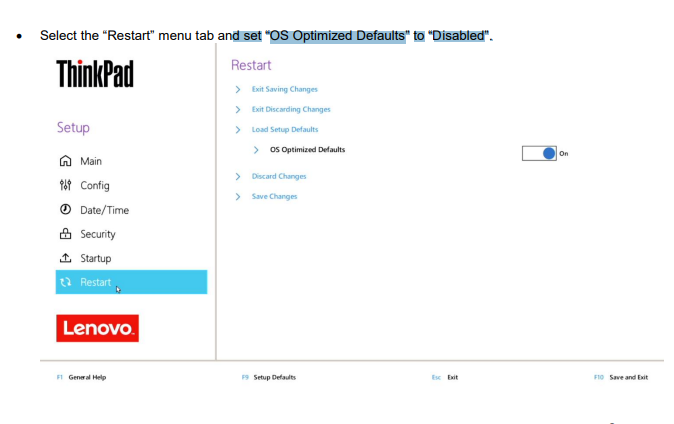 • Select the “Restart” menu tab and set “OS Optimized Defaults” to “Disabled”.
ThinkPad
Setup
Main
Config
Date/Time
Security
Startup
Restart
Lenovo.
Restart
Exit Saving Changes
Exit Discarding Changes
Load Setup Defaults
OS Optimized Defaults
On
Discard Changes
Save Changes
F1 General Help
F9 Setup Defaults
Esc Exit
F10 Save and Exit